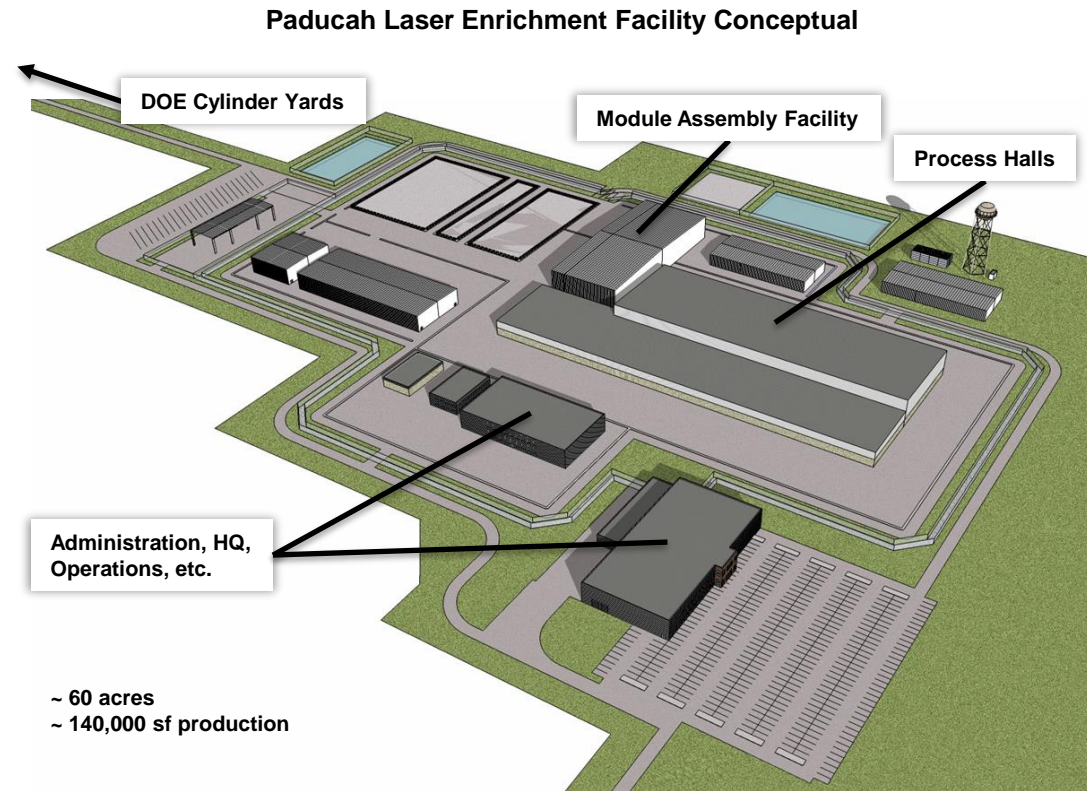 Paducah Laser Enrichment Facility Conceptual
DOE Cylinder Yards
Module Assembly Facility
Process Halls
Administration, HQ,
Operations, etc.
~ 60 acres
~ 140,000 sf production